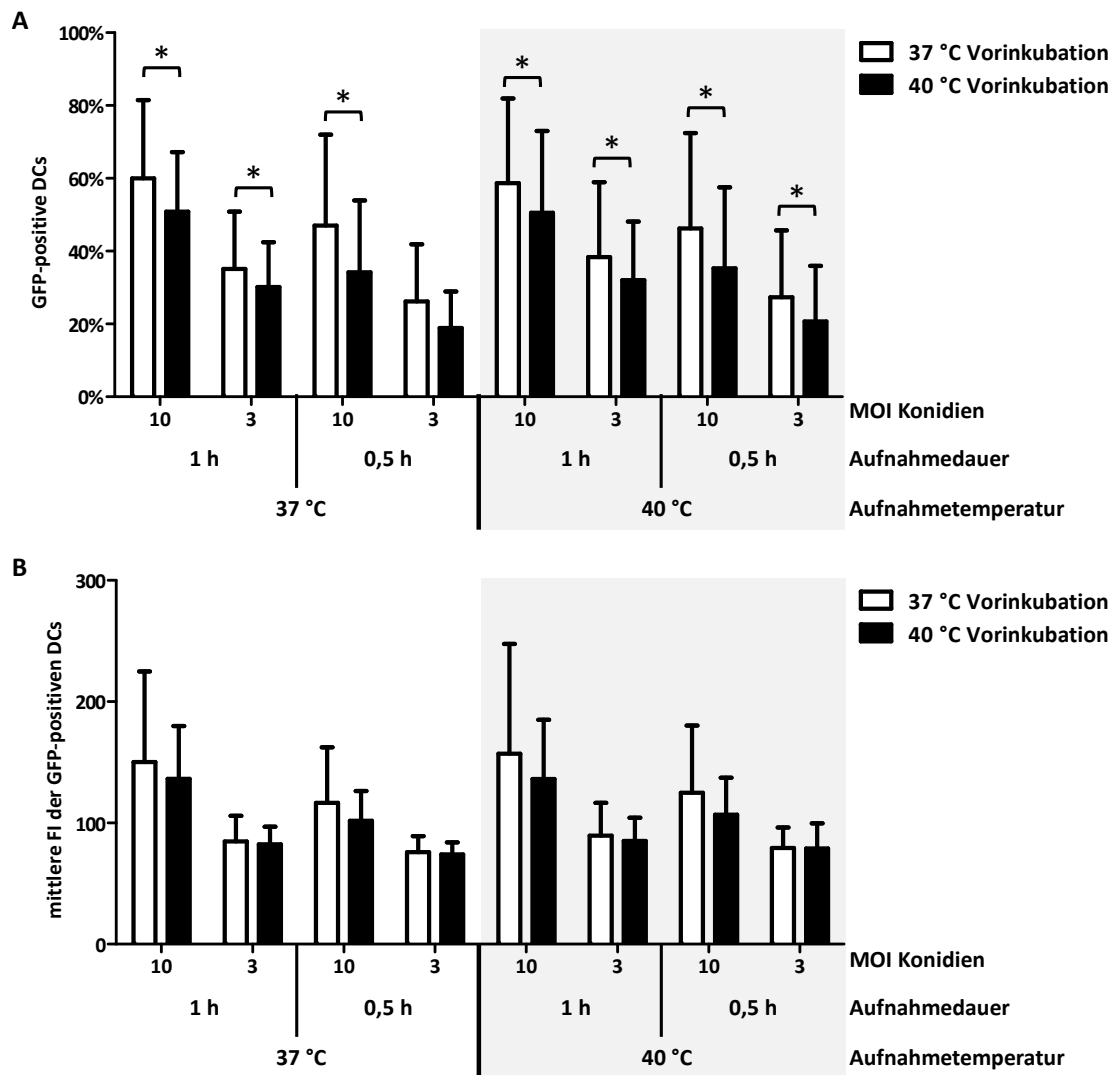 A
100%
80%
60%
40%
20%
0%
GFP-positive DCs
* * * * * * *
37 °C Vorinkubation
40 °C Vorinkubation
10 3 10 3 10 3 10 3 MOI Konidien
1 h 0,5 h 1 h 0,5 h Aufnahmedauer
37 °C 40 °C Aufnahmetemperatur
B
300
200
100
0
mittlere FI der GFP-positiven DCs
37 °C Vorinkubation
40 °C Vorinkubation
10 3 10 3 10 3 10 3 MOI Konidien
1 h 0,5 h 1 h 0,5 h Aufnahmedauer
37 °C 40 °C Aufnahmetemperatur